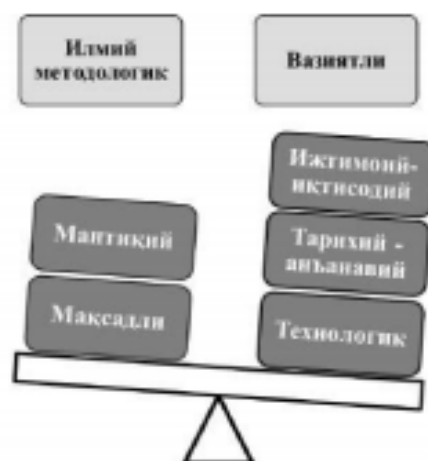 Илмий
методологик
Вазиятли
Ижтимоий-
иқтисодий
Мантиқий
Тарихий -
анъанавий
Мақсадли
Технологик